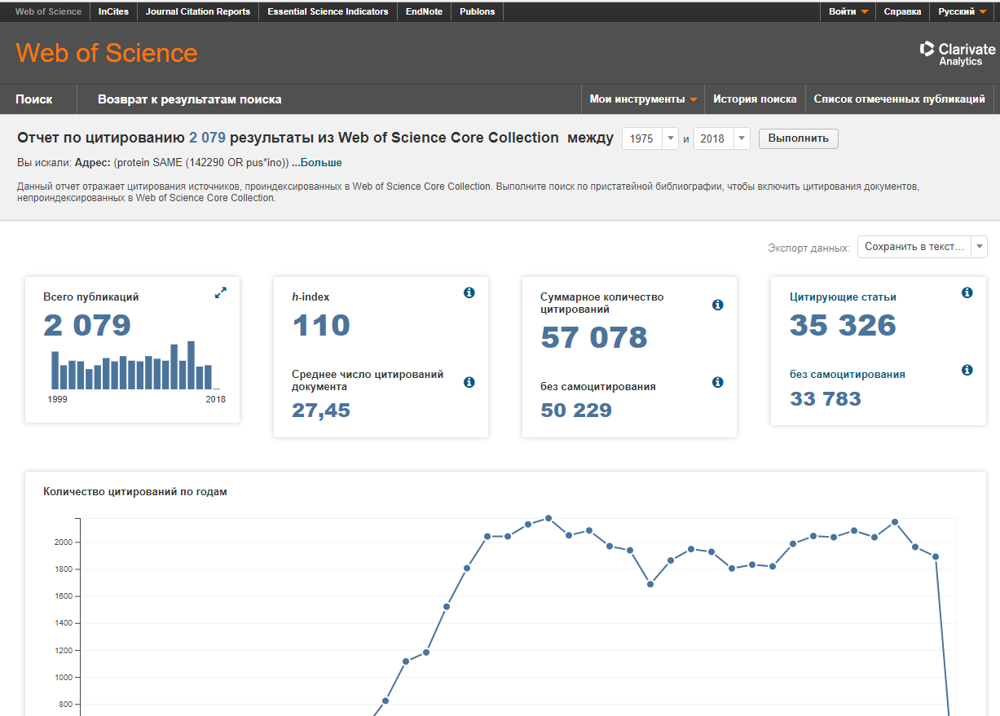 Web of Science InCites Journal Citation Reports Essential Science Indicators EndNote Publons Войти Справка Русский
Web of Science
Clarivate
Analytics
Поиск Возврат к результатам поиска Мои инструменты История поиска Список отмеченных публикаций
Отчет по цитированию 2 079 результаты из Web of Science Core Collection между 1975 и 2018 Выполнить
Вы искали: Адрес: (protein SAME (142290 OR pus*ino)) ...Больше
Данный отчет отражает цитирования источников, проиндексированных в Web of Science Core Collection. Выполните поиск по пристатейной библиографии, чтобы включить цитирования документов,
непроиндексированных в Web of Science Core Collection.
Экспорт данных: Сохранить в текст...
Всего публикаций
2 079
1999 2018
h-index
110
Среднее число цитирований
документа
27,45
Суммарное количество
цитирований
57 078
без самоцитирования
50 229
Цитирующие статьи
35 326
без самоцитирования
33 783
Количество цитирований по годам
2000
1800
1600
1400
1200
1000
800